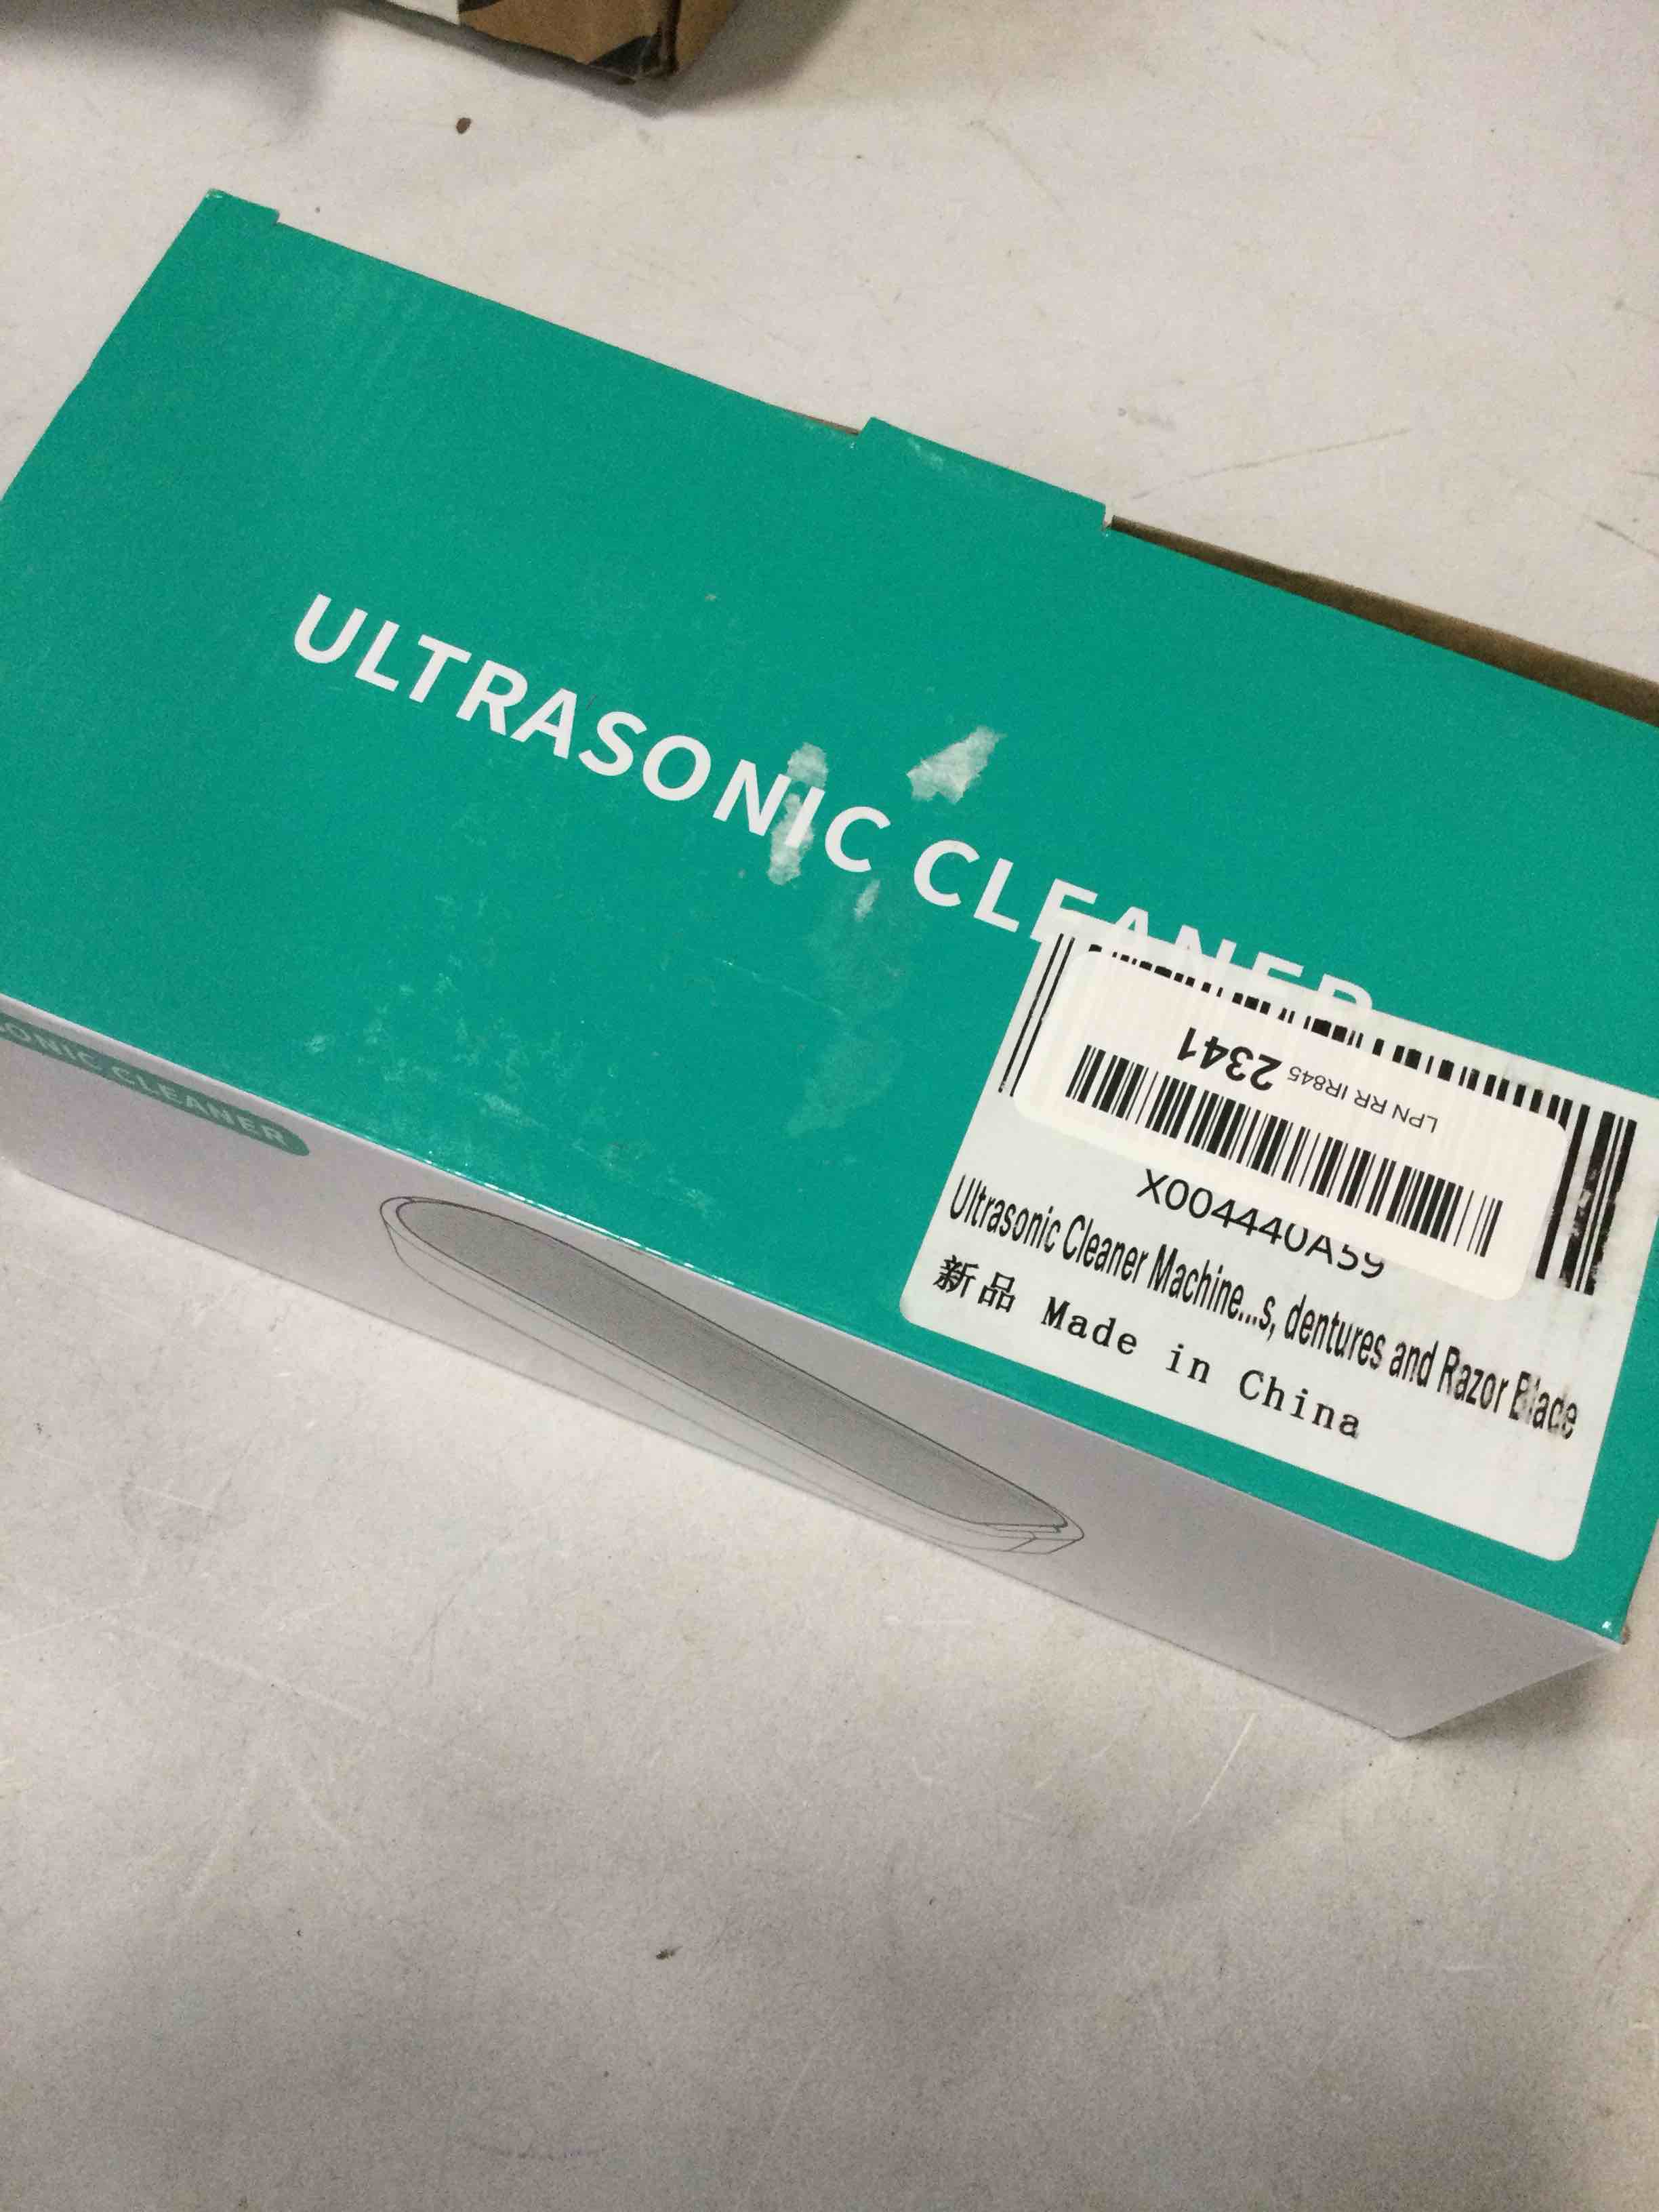 ULTRASONIC CLEANER
LPN RR IR845 2341
X004440A59
Ultrasonic Cleaner Machine...s, dentures and Razor Blade
新品 Made in China
SONIC CLEANER